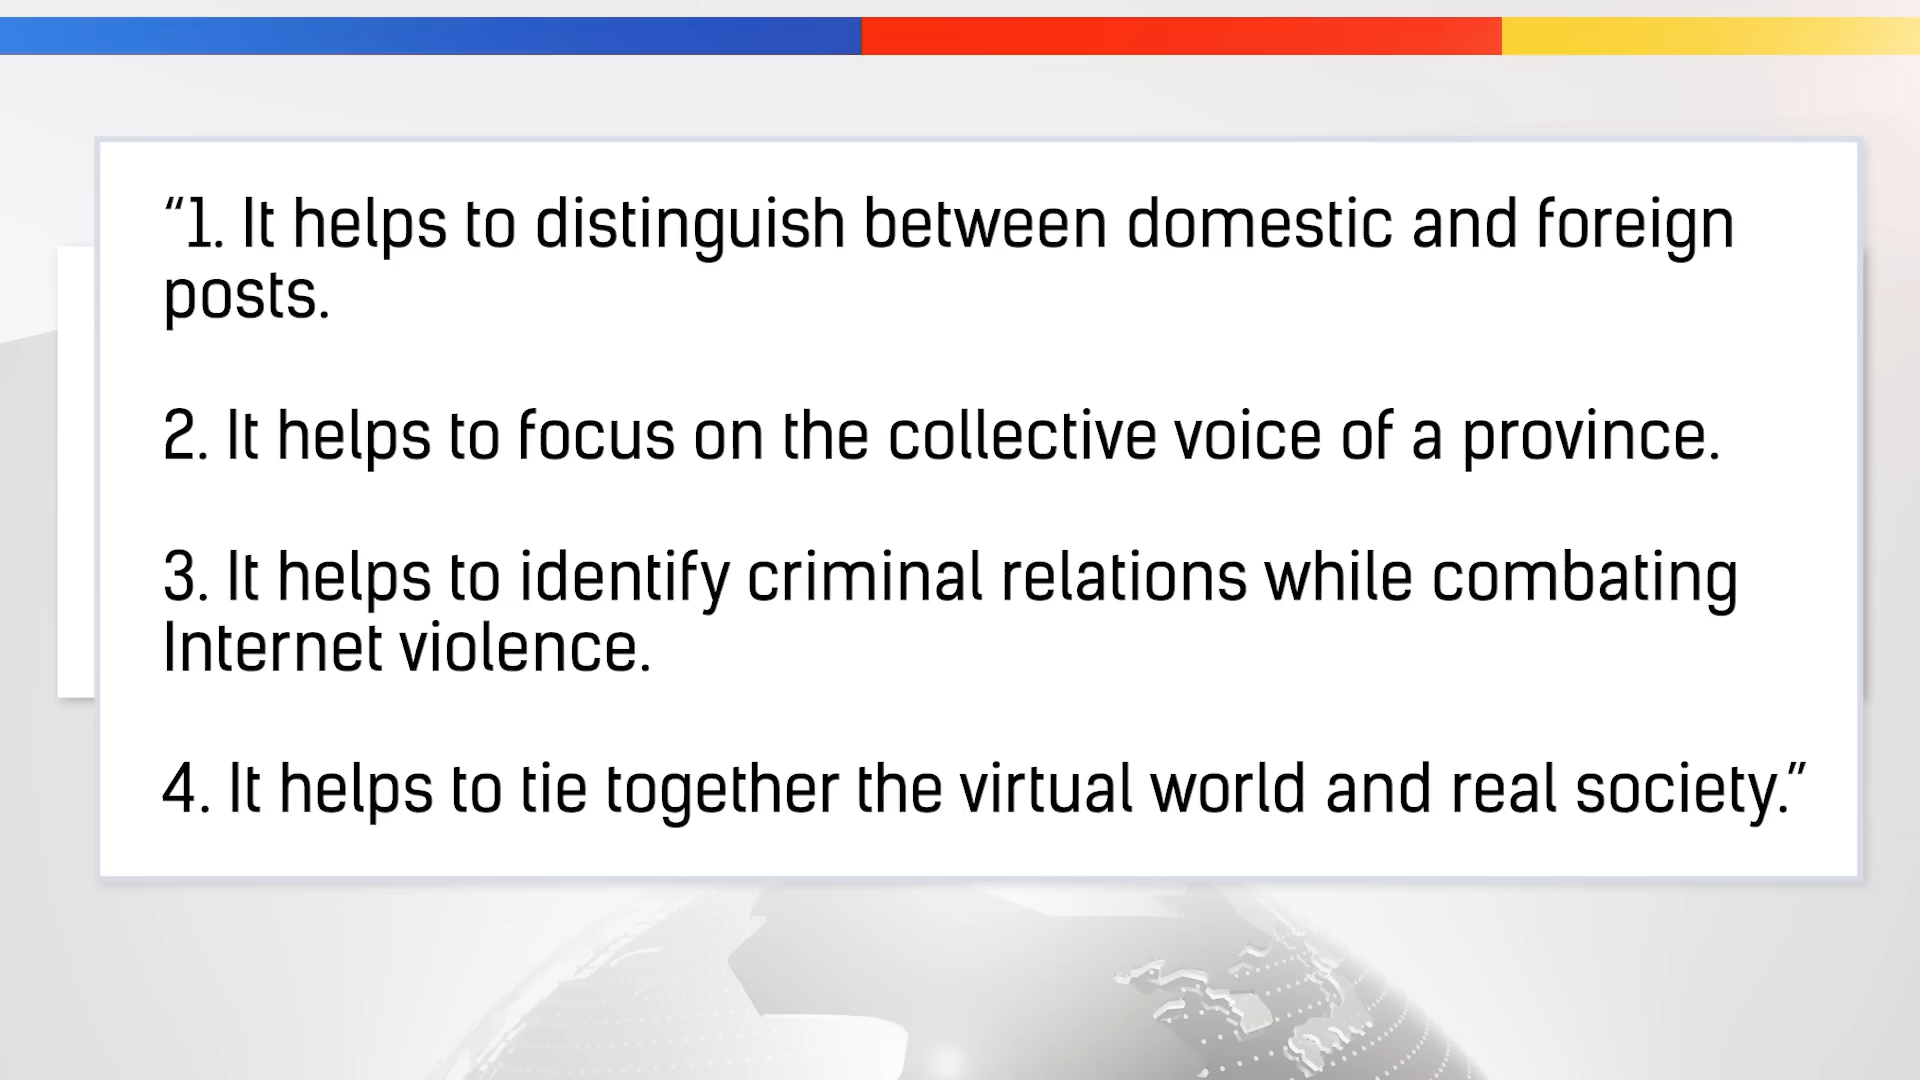 “1. It helps to distinguish between domestic and foreign
posts.
2. It helps to focus on the collective voice of a province.
3. It helps to identify criminal relations while combating
Internet violence.
4. It helps to tie together the virtual world and real society.”